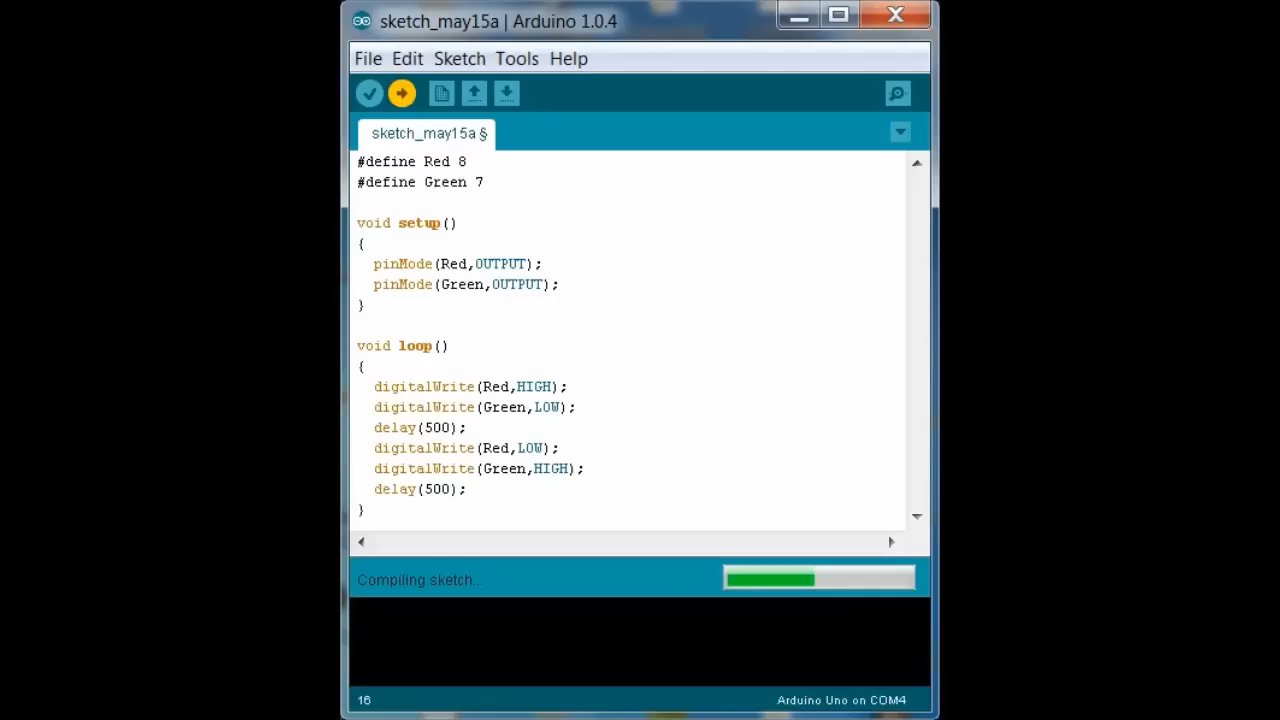 sketch_may15a | Arduino 1.0.4
File Edit Sketch Tools Help
sketch_may15a §
#define Red 8
#define Green 7
void setup()
{
pinMode(Red,OUTPUT);
pinMode(Green,OUTPUT);
}
void loop()
{
digitalWrite(Red,HIGH);
digitalWrite(Green,LOW);
delay(500);
digitalWrite(Red,LOW);
digitalWrite(Green,HIGH);
delay(500);
}
Compiling sketch...
16 Arduino Uno on COM4